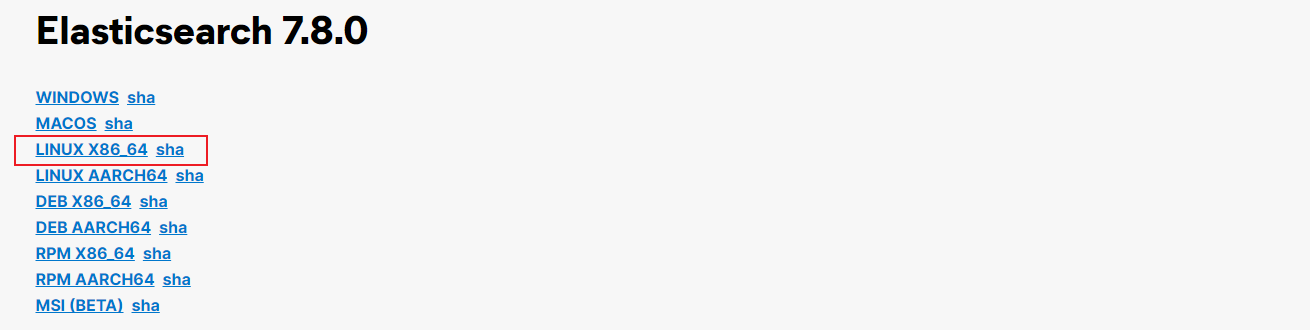 Elasticsearch 7.8.0
WINDOWS sha
MACOS sha
LINUX X86_64 sha
LINUX AARCH64 sha
DEB X86_64 sha
DEB AARCH64 sha
RPM X86_64 sha
RPM AARCH64 sha
MSI (BETA) sha